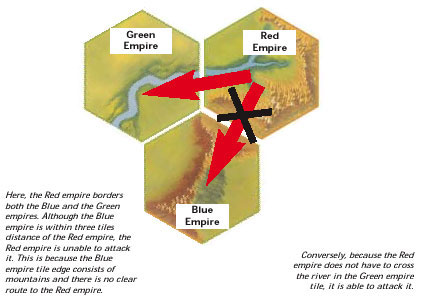 Green
Empire
Red
Empire
Blue
Empire
Here, the Red empire borders
both the Blue and the Green
empires. Although the Blue
empire is within three tiles
distance of the Red empire, the
Red empire is unable to attack
it. This is because the Blue
empire tile edge consists of
mountains and there is no clear
route to the Red empire.
Conversely, because the Red
empire does not have to cross
the river in the Green empire
tile, it is able to attack it.